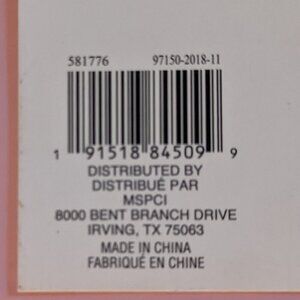 581776 97150-2018-11
1 91518 84509 9
DISTRIBUTED BY
DISTRIBUÉ PAR
MSPCI
8000 BENT BRANCH DRIVE
IRVING, TX 75063
MADE IN CHINA
FABRIQUÉ EN CHINE